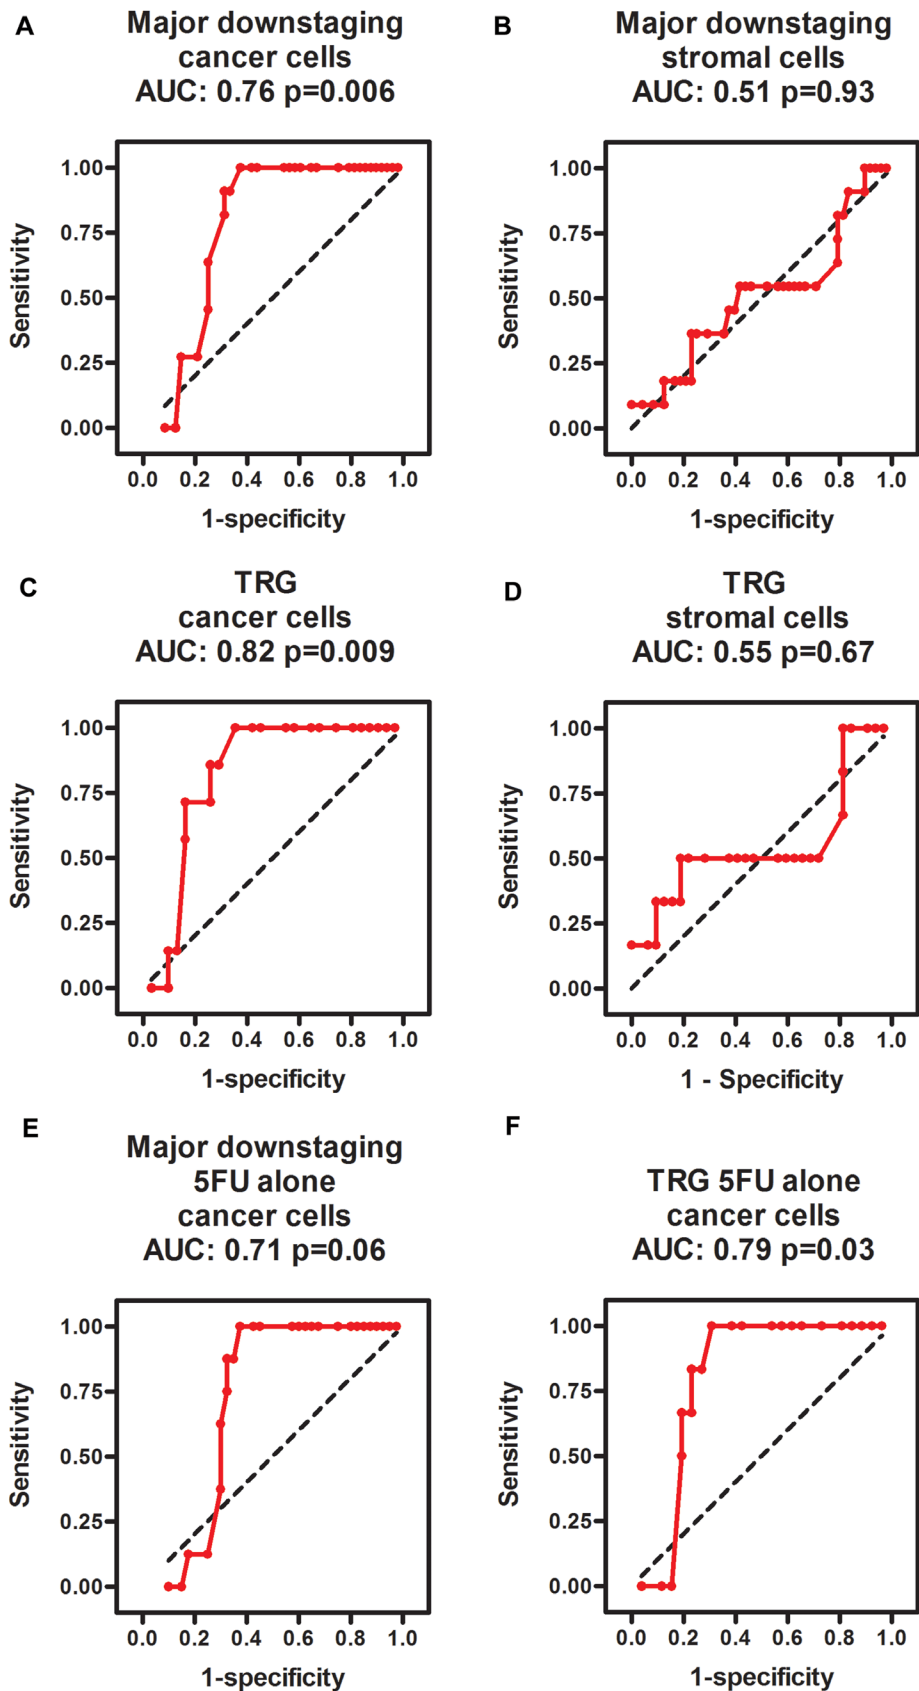 A
Major downstaging
cancer cells
AUC: 0.76 p=0.006
1.00
0.75
0.50
0.25
0.00
Sensitivity
0.0 0.2 0.4 0.6 0.8 1.0
1-specificity
B
Major downstaging
stromal cells
AUC: 0.51 p=0.93
1.00
0.75
0.50
0.25
0.00
Sensitivity
0.0 0.2 0.4 0.6 0.8 1.0
1-specificity
C
TRG
cancer cells
AUC: 0.82 p=0.009
1.00
0.75
0.50
0.25
0.00
Sensitivity
0.0 0.2 0.4 0.6 0.8 1.0
1-specificity
D
TRG
stromal cells
AUC: 0.55 p=0.67
1.00
0.75
0.50
0.25
0.00
Sensitivity
0.0 0.2 0.4 0.6 0.8 1.0
1 - Specificity
E
Major downstaging
5FU alone
cancer cells
AUC: 0.71 p=0.06
1.00
0.75
0.50
0.25
0.00
Sensitivity
0.0 0.2 0.4 0.6 0.8 1.0
1-specificity
F
TRG 5FU alone
cancer cells
AUC: 0.79 p=0.03
1.00
0.75
0.50
0.25
0.00
Sensitivity
0.0 0.2 0.4 0.6 0.8 1.0
1-specificity